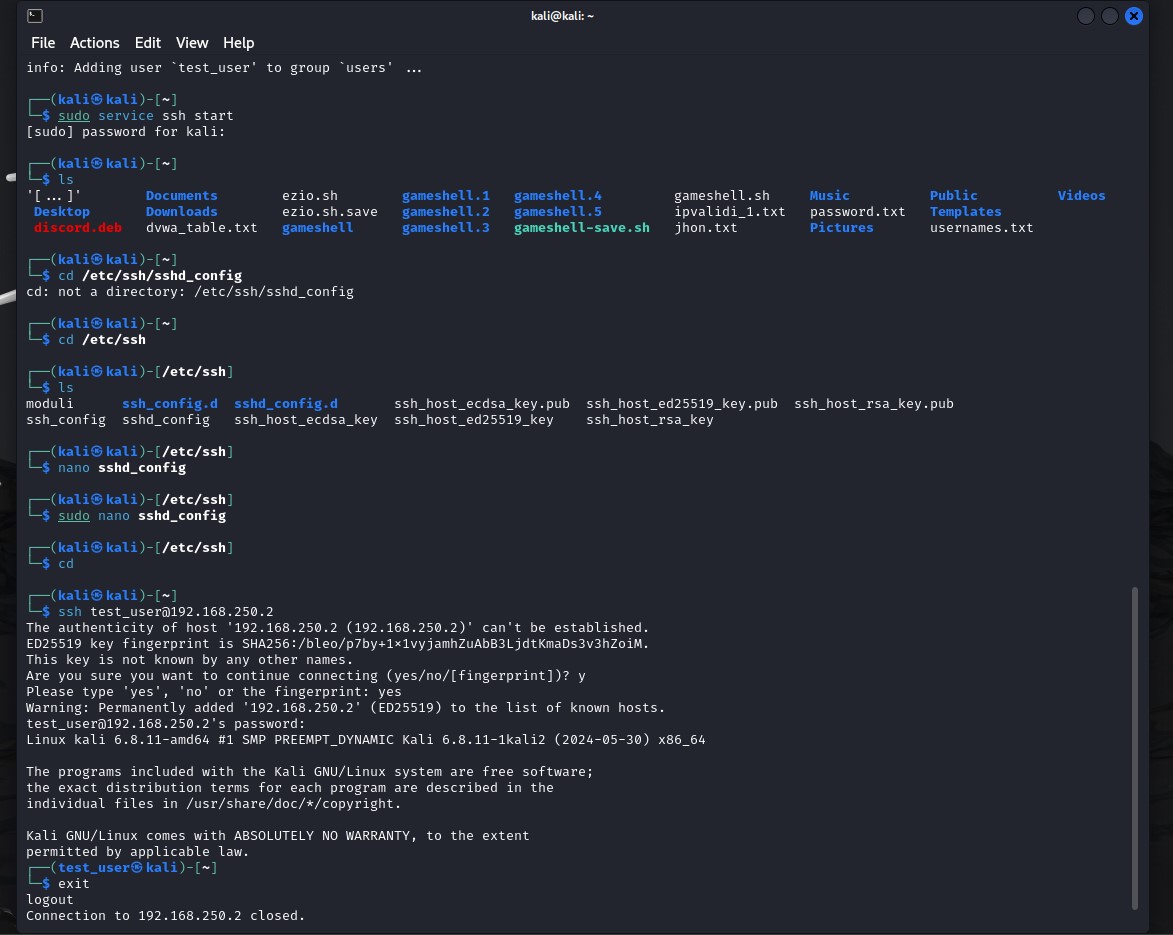 kali@kali: ~
File Actions Edit View Help
info: Adding user `test_user' to group `users' ...
┌──(kali㉿kali)-[~]
└─$ sudo service ssh start
[sudo] password for kali:
┌──(kali㉿kali)-[~]
└─$ ls
'[...]' Documents ezio.sh gameshell.1 gameshell.4 gameshell.sh Music Public Videos
Desktop Downloads ezio.sh.save gameshell.2 gameshell.5 ipvalidi_1.txt password.txt Templates
discord.deb dvwa_table.txt gameshell gameshell.3 gameshell-save.sh jhon.txt Pictures usernames.txt
┌──(kali㉿kali)-[~]
└─$ cd /etc/ssh/sshd_config
cd: not a directory: /etc/ssh/sshd_config
┌──(kali㉿kali)-[~]
└─$ cd /etc/ssh
┌──(kali㉿kali)-[/etc/ssh]
└─$ ls
moduli ssh_config.d sshd_config.d ssh_host_ecdsa_key.pub ssh_host_ed25519_key.pub ssh_host_rsa_key.pub
ssh_config sshd_config ssh_host_ecdsa_key ssh_host_ed25519_key ssh_host_rsa_key
┌──(kali㉿kali)-[/etc/ssh]
└─$ nano sshd_config
┌──(kali㉿kali)-[/etc/ssh]
└─$ sudo nano sshd_config
┌──(kali㉿kali)-[/etc/ssh]
└─$ cd
┌──(kali㉿kali)-[~]
└─$ ssh test_user@192.168.250.2
The authenticity of host '192.168.250.2 (192.168.250.2)' can't be established.
ED25519 key fingerprint is SHA256:/bleo/p7by+1×1vyjamhZuAbB3LjdtKmaDs3v3hZoiM.
This key is not known by any other names.
Are you sure you want to continue connecting (yes/no/[fingerprint])? y
Please type 'yes', 'no' or the fingerprint: yes
Warning: Permanently added '192.168.250.2' (ED25519) to the list of known hosts.
test_user@192.168.250.2's password:
Linux kali 6.8.11-amd64 #1 SMP PREEMPT_DYNAMIC Kali 6.8.11-1kali2 (2024-05-30) x86_64
The programs included with the Kali GNU/Linux system are free software;
the exact distribution terms for each program are described in the
individual files in /usr/share/doc/*/copyright.
Kali GNU/Linux comes with ABSOLUTELY NO WARRANTY, to the extent
permitted by applicable law.
┌──(test_user㉿kali)-[~]
└─$ exit
logout
Connection to 192.168.250.2 closed.